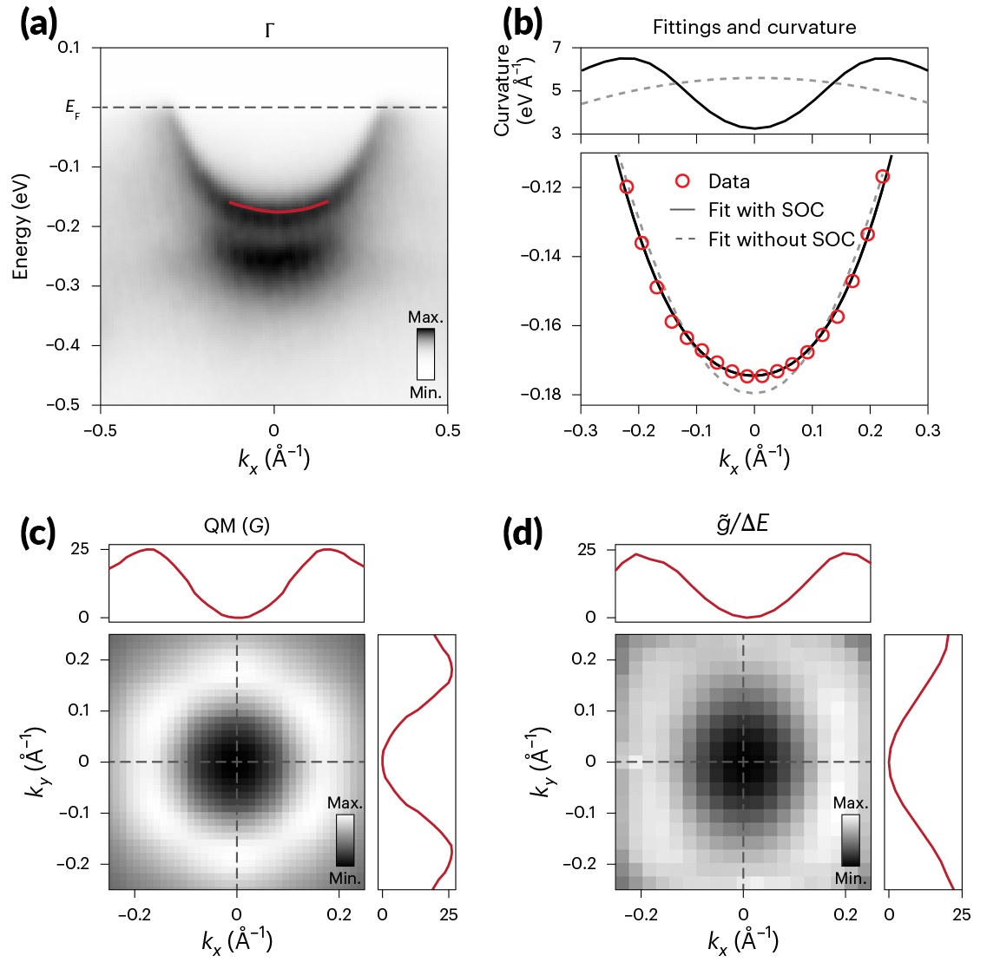 (a)
Γ
0.1
E_F
−0.1
−0.2
−0.3
−0.4
−0.5
Energy (eV)
Max.
Min.
−0.5
0
0.5
k_x (Å⁻¹)
(b)
Fittings and curvature
Curvature
(eV Å⁻¹)
7
5
3
Data
Fit with SOC
Fit without SOC
−0.12
−0.14
−0.16
−0.18
−0.3
−0.2
−0.1
0
0.1
0.2
0.3
k_x (Å⁻¹)
(c)
QM (G)
25
0
0.2
0.1
0
−0.1
−0.2
k_y (Å⁻¹)
Max.
Min.
−0.2
0
0.2
k_x (Å⁻¹)
0
25
(d)
g̃/ΔE
25
0
0.2
0.1
0
−0.1
−0.2
k_y (Å⁻¹)
Max.
Min.
−0.2
0
0.2
k_x (Å⁻¹)
0
25